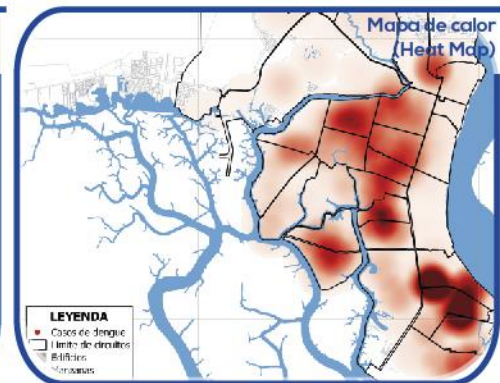 Mapa de calor
(Heat Map)
LEYENDA
Casos de dengue
Límite de circuitos
Edificios
Manzanas